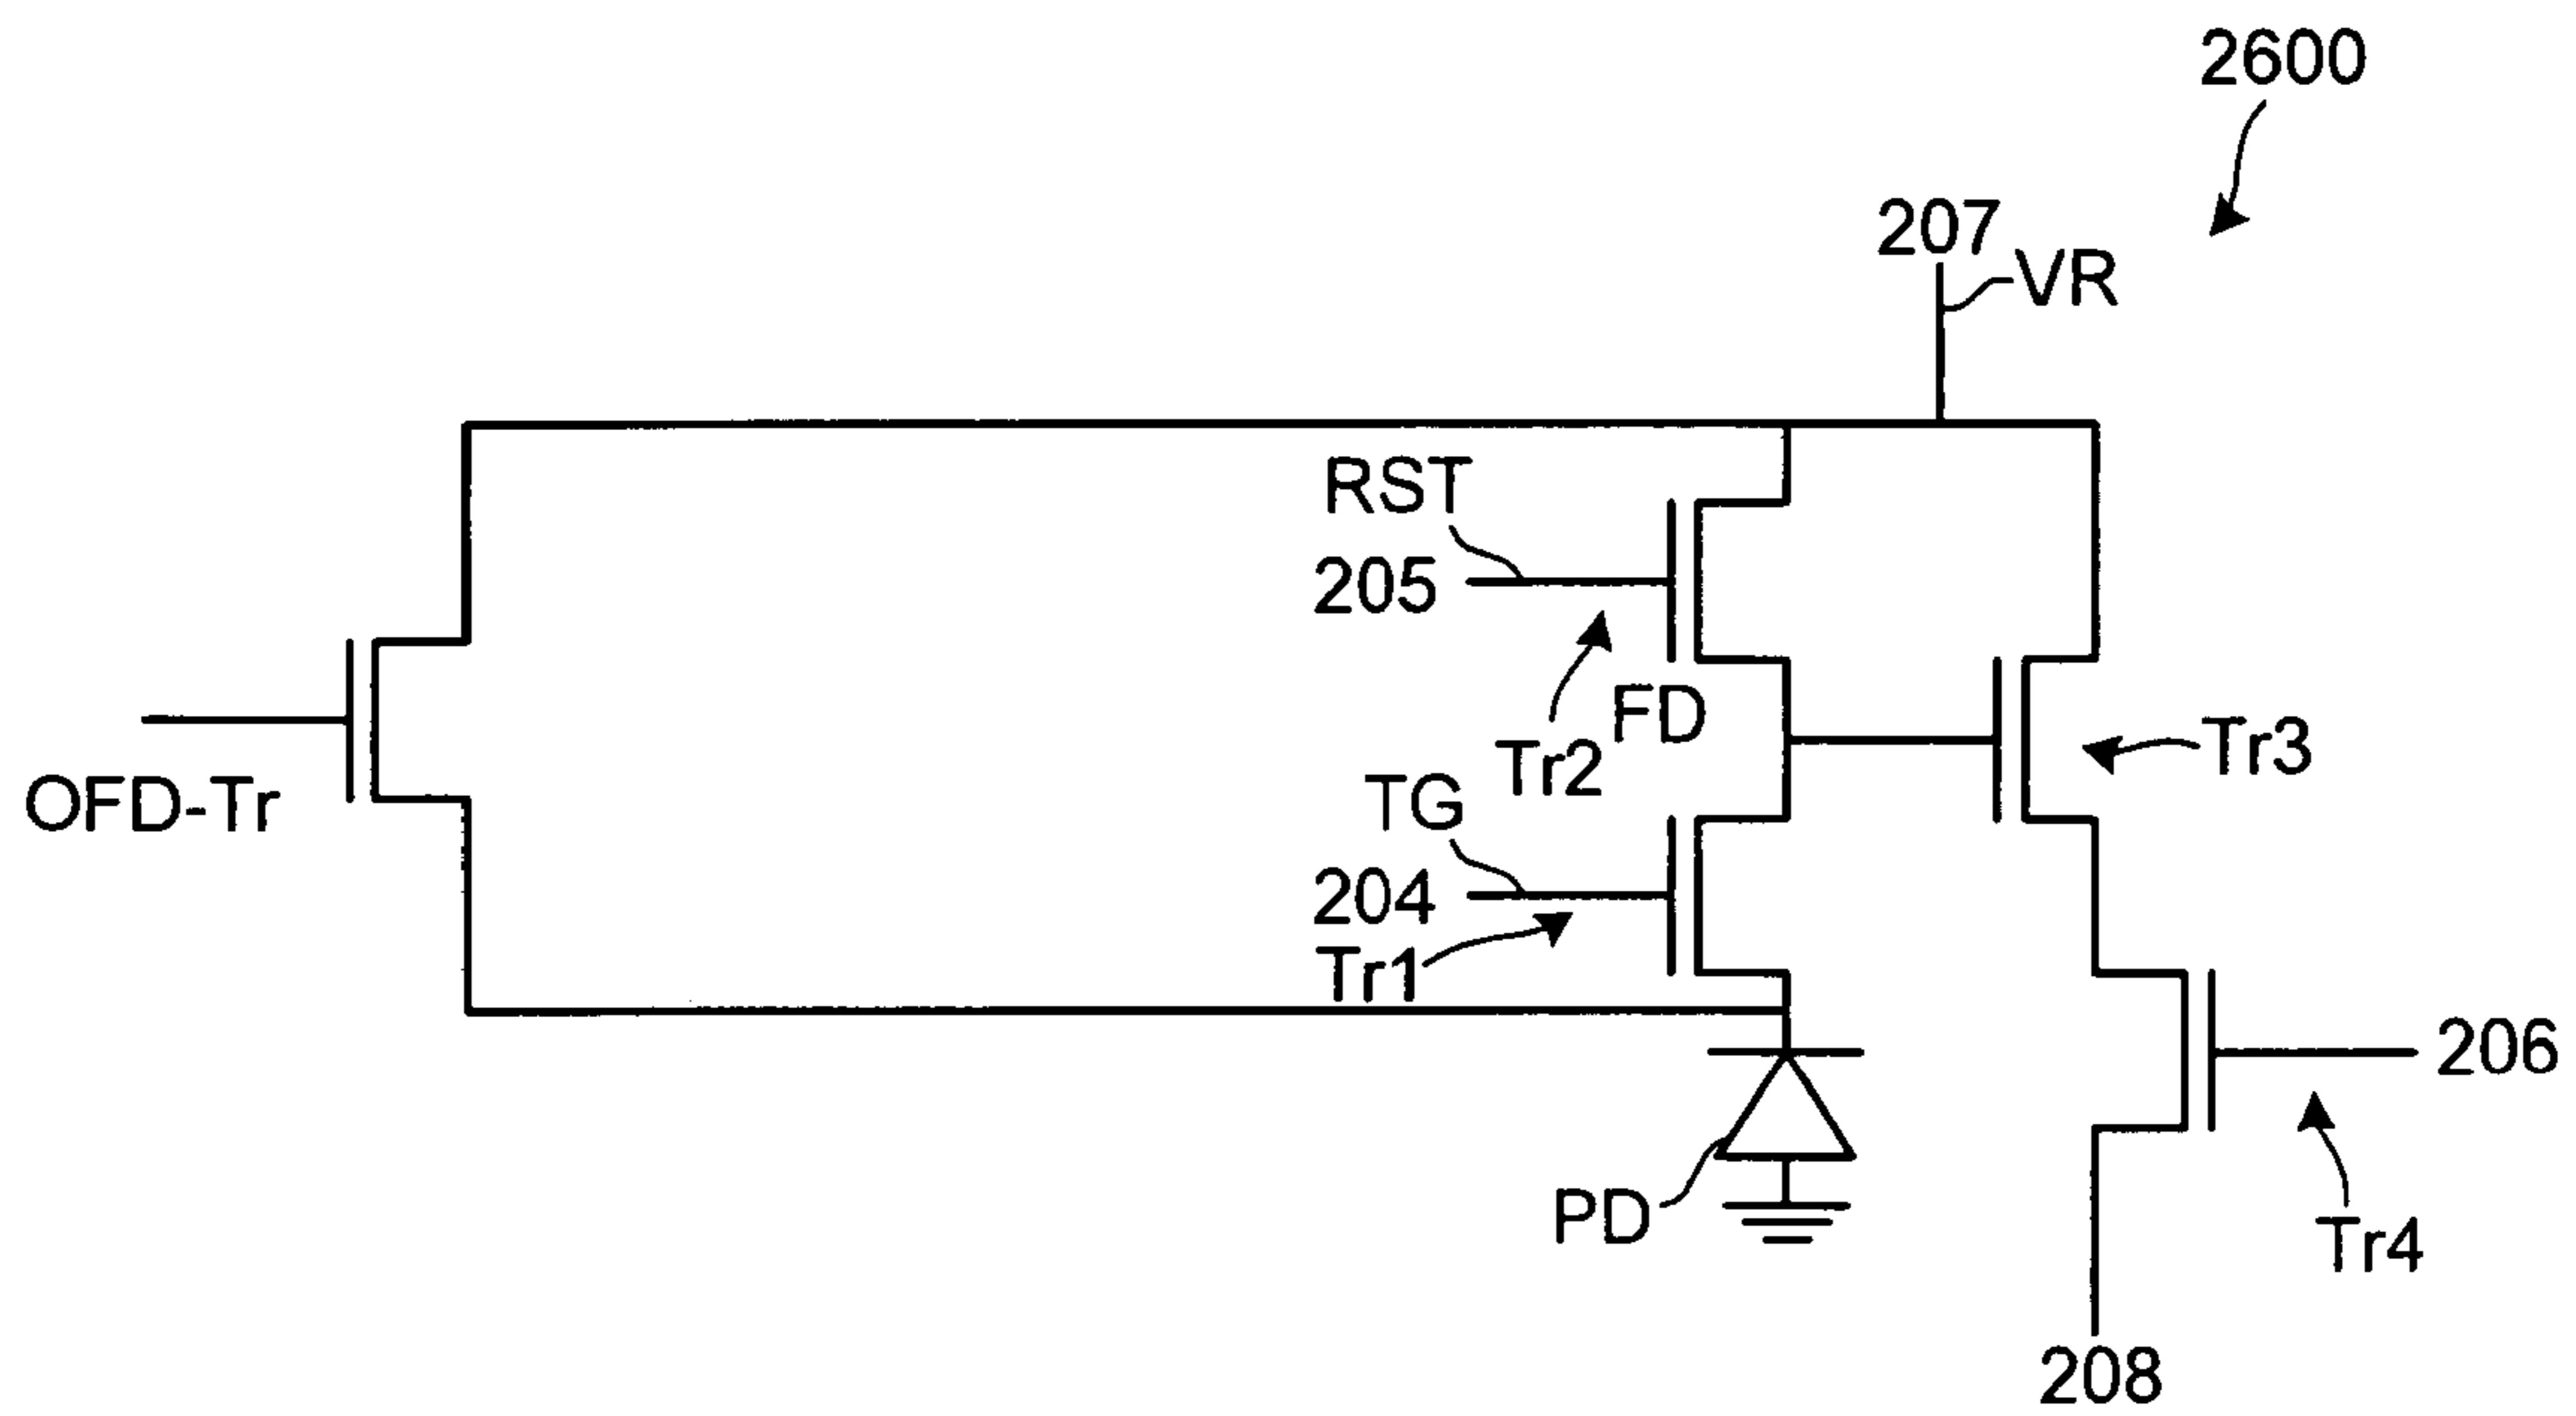 2600
207
VR
RST
205
FD
Tr2
Tr3
TG
OFD-Tr
204
Tr1
206
PD
Tr4
208